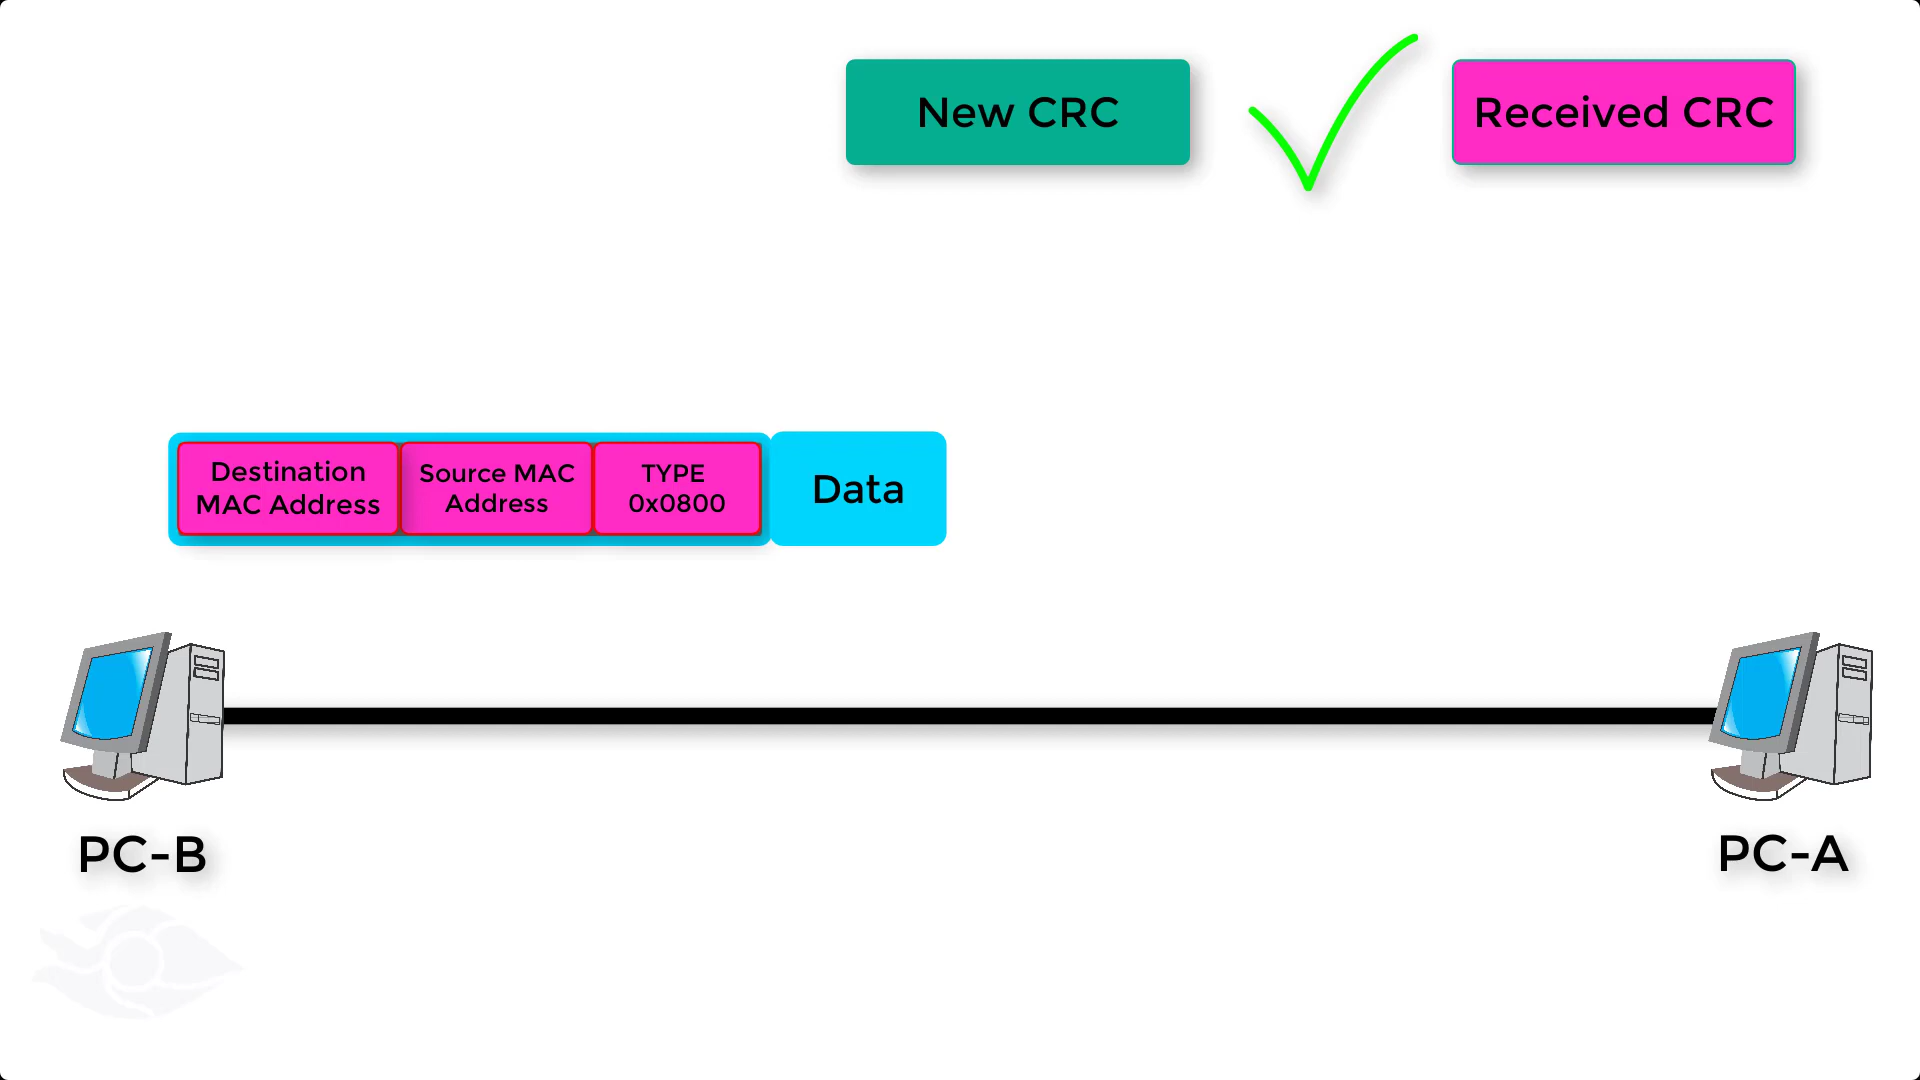 New CRC
Received CRC
Destination
MAC Address
Source MAC
Address
TYPE
0x0800
Data
PC-B
PC-A